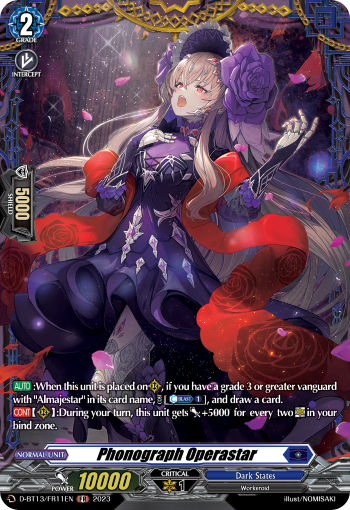 2
GRADE
INTERCEPT
5000
SHIELD
AUTO :When this unit is placed on , if you have a grade 3 or greater vanguard
with "Almajestar" in its card name, COST [ BLAST 1 ], and draw a card.
CONT 【 】:During your turn, this unit gets +5000 for every two in your
bind zone.
NORMAL UNIT
Phonograph Operastar
POWER 10000
CRITICAL
1
Dark States
Workeroid
D-BT13/FR11EN FR 2023
illust/NOMISAKI